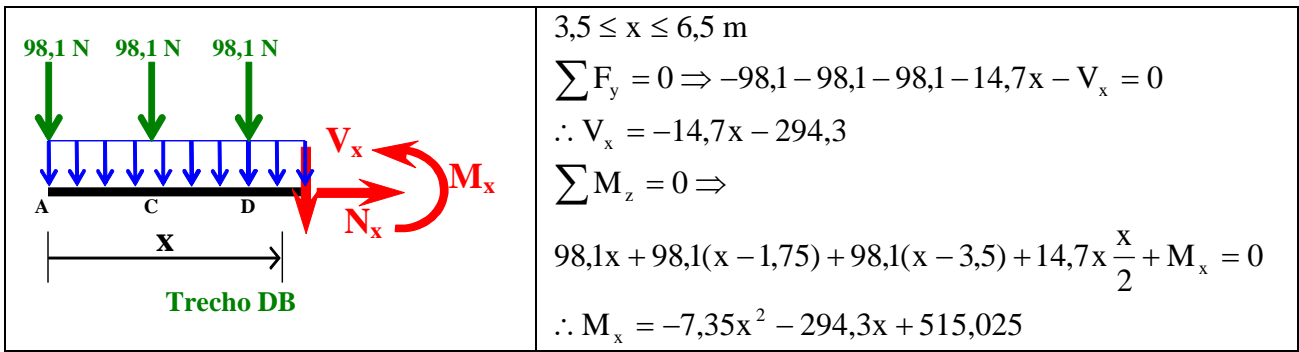 98,1 N 98,1 N 98,1 N
V_x
M_x
N_x
A C D
x
Trecho DB
3,5 ≤ x ≤ 6,5 m
∑F_y = 0 ⇒ −98,1 − 98,1 − 98,1 − 14,7x − V_x = 0
∴ V_x = −14,7x − 294,3
∑M_z = 0 ⇒
98,1x + 98,1(x − 1,75) + 98,1(x − 3,5) + 14,7x x/2 + M_x = 0
∴ M_x = −7,35x² − 294,3x + 515,025